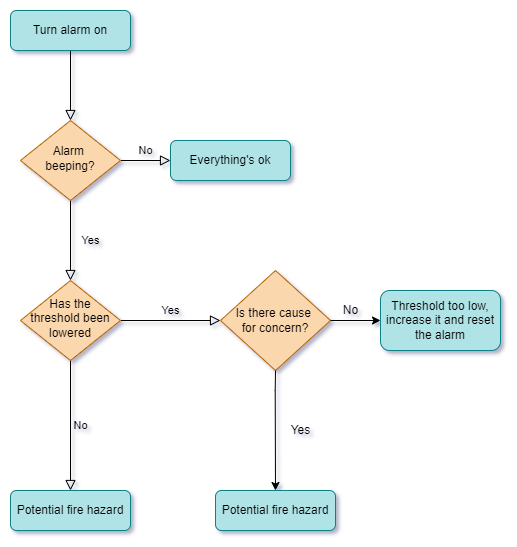 Turn alarm on
Alarm
beeping?
No
Everything's ok
Yes
Has the
threshold been
lowered
Yes
Is there cause
for concern?
No
Threshold too low,
increase it and reset
the alarm
No
Yes
Potential fire hazard
Potential fire hazard